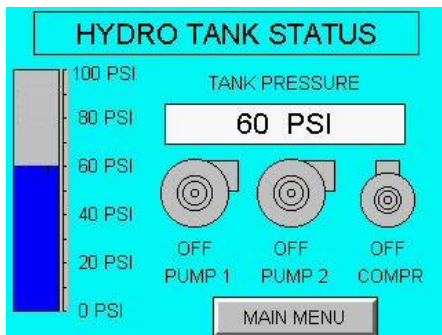 HYDRO TANK STATUS
100 PSI
80 PSI
60 PSI
40 PSI
20 PSI
0 PSI
TANK PRESSURE
60 PSI
OFF OFF OFF
PUMP 1 PUMP 2 COMPR
MAIN MENU